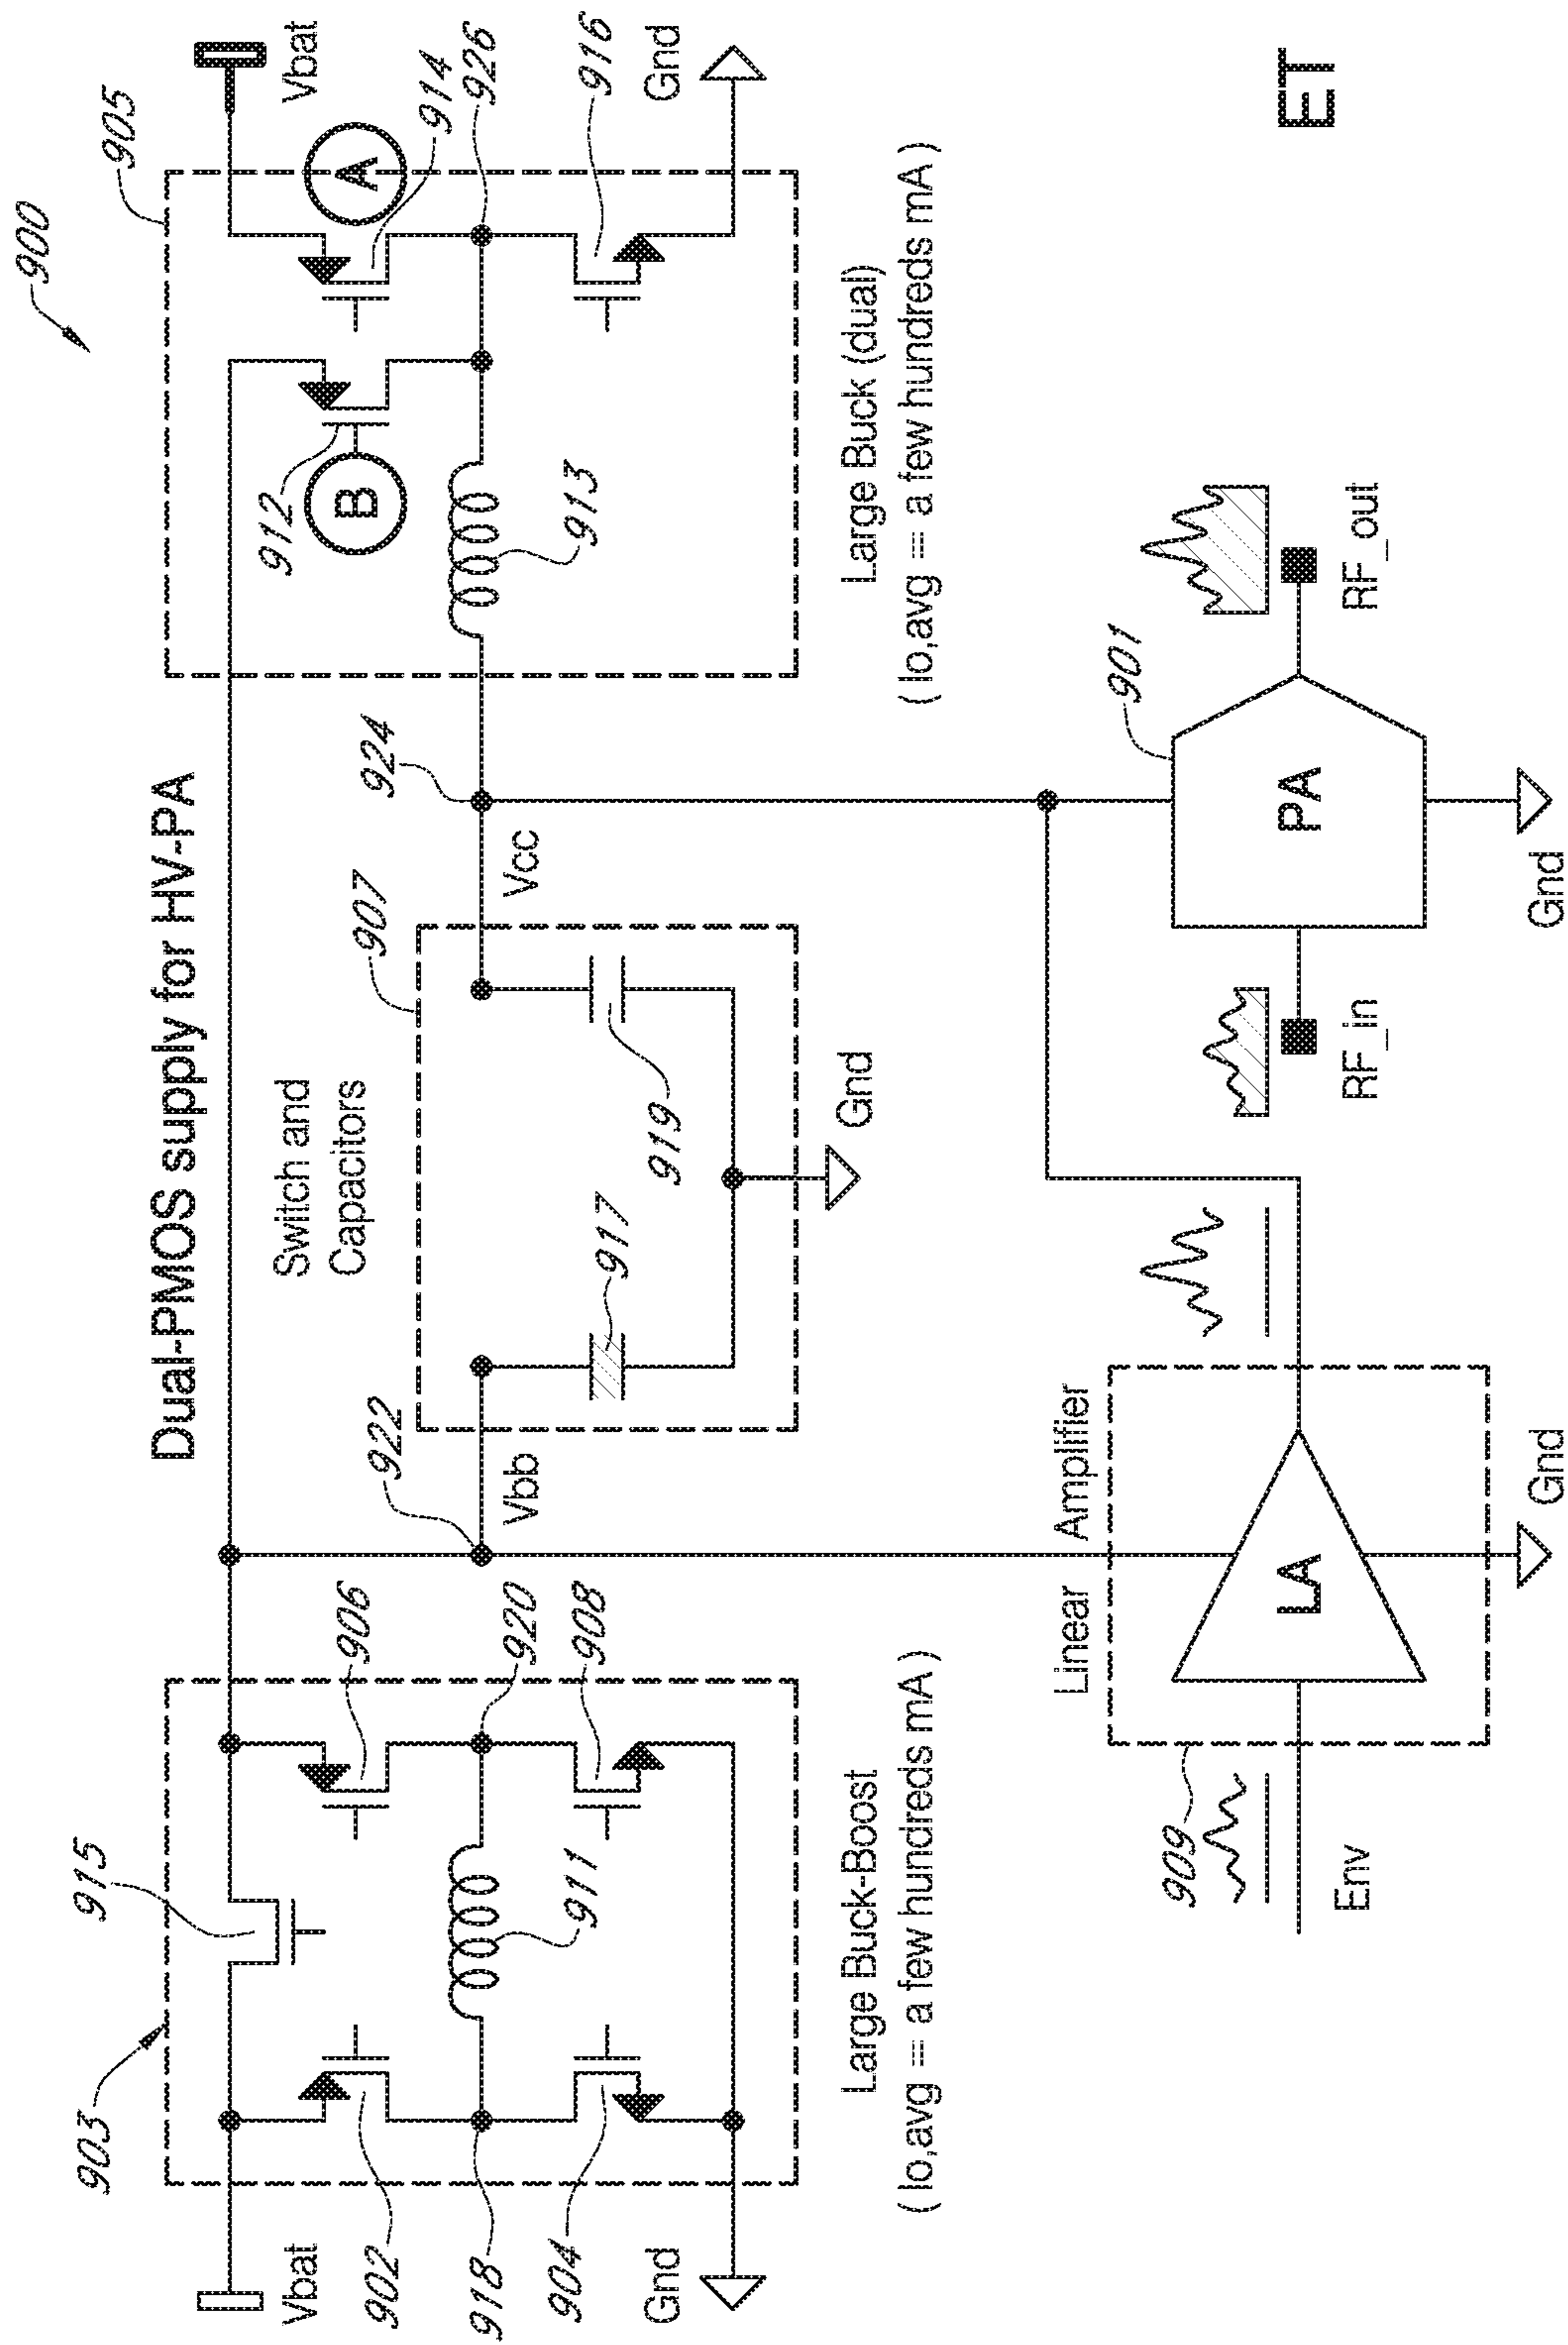 900
Dual-PMOS supply for HV-PA
903
915
906
902
918
911
920
904
908
Vbat
Gnd
Large Buck-Boost
( Io,avg = a few hundreds mA )
922
Vbb
Switch and
Capacitors
907
917
919
Gnd
924
Vcc
905
912
B
A
914
926
913
916
Vbat
Gnd
Large Buck (dual)
( Io,avg = a few hundreds mA )
909
Linear Amplifier
LA
Env
Gnd
901
PA
RF_in
RF_out
Gnd
ET